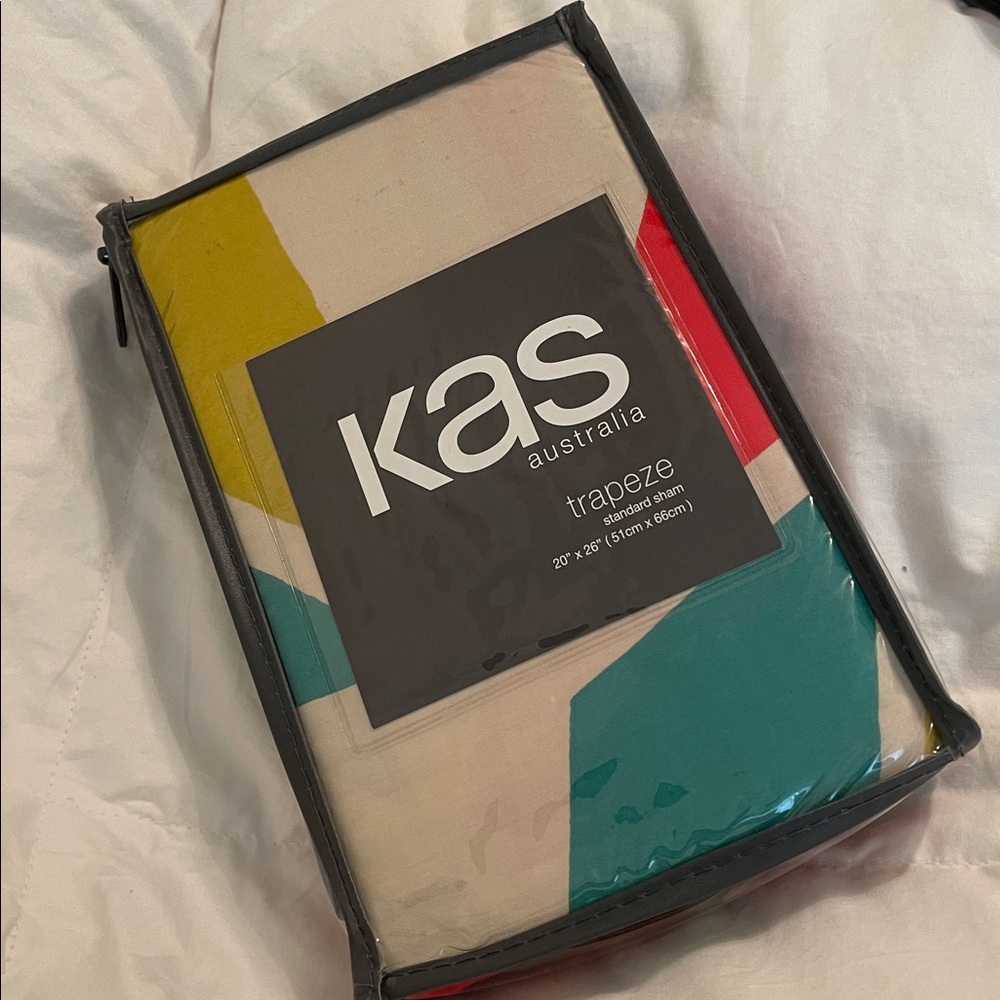 kas
australia
trapeze
standard sham
20" x 26" ( 51cm x 66cm )